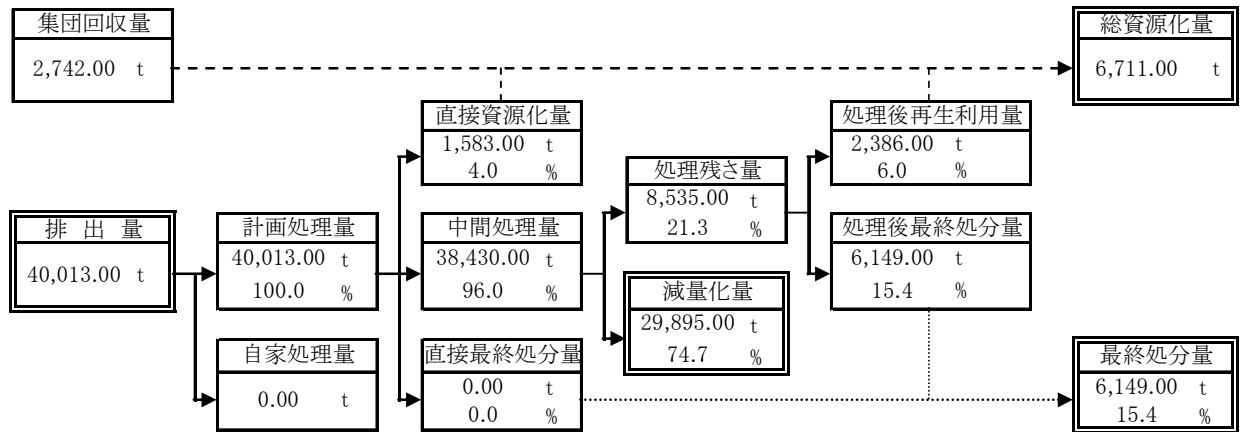 集団回収量
2,742.00 t
総資源化量
6,711.00 t
直接資源化量
1,583.00 t
4.0 %
処理後再生利用量
2,386.00 t
6.0 %
処理残さ量
8,535.00 t
21.3 %
排 出 量
40,013.00 t
計画処理量
40,013.00 t
100.0 %
中間処理量
38,430.00 t
96.0 %
処理後最終処分量
6,149.00 t
15.4 %
減量化量
29,895.00 t
74.7 %
自家処理量
0.00 t
直接最終処分量
0.00 t
0.0 %
最終処分量
6,149.00 t
15.4 %